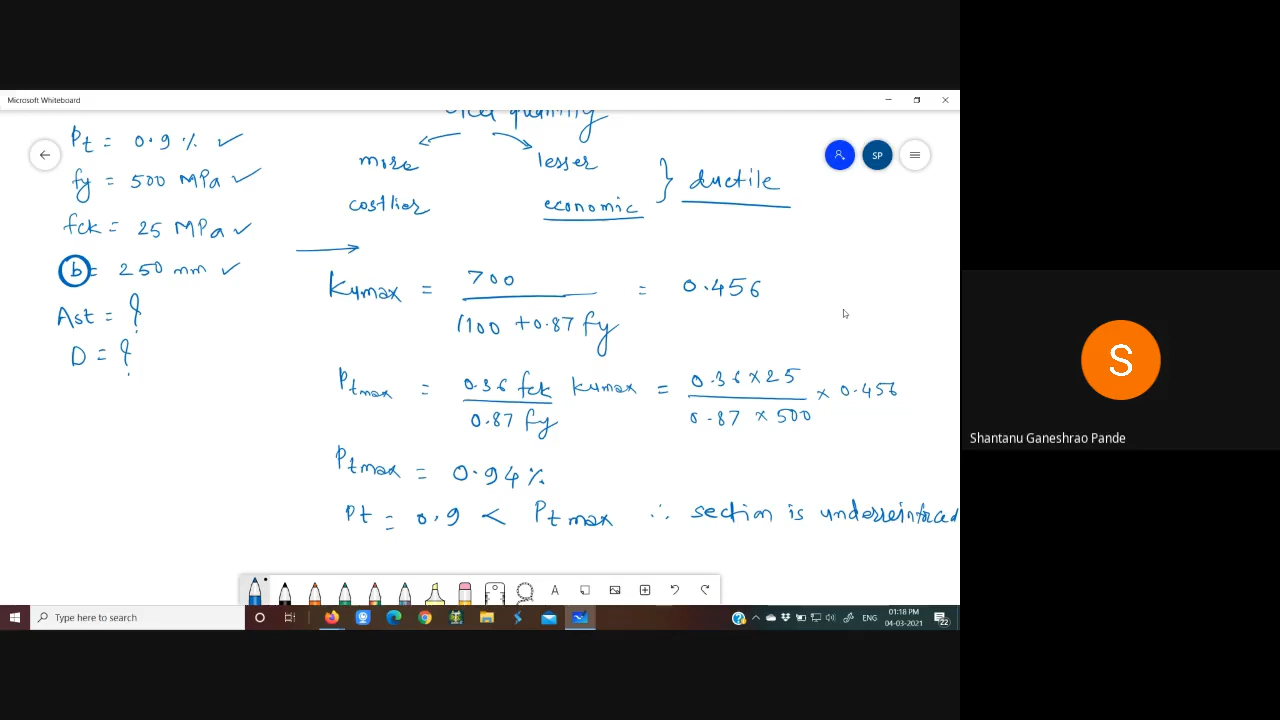 Microsoft Whiteboard
quantity
Pt = 0.9 % ✓
more lesser
fy = 500 MPa ✓
} ductile
costlier economic
fck = 25 MPa ✓
b = 250 mm ✓
Kumax = 700 / 1100 + 0.87 fy = 0.456
Ast = ?
D = ?
Ptmax = 0.36 fck / 0.87 fy Kumax = 0.36 × 25 / 0.87 × 500 × 0.456
Ptmax = 0.94 %
Pt = 0.9 < Ptmax ∴ section is underreinforced
SP
S
Shantanu Ganeshrao Pande
A
Type here to search
ENG
01:18 PM
04-03-2021
22